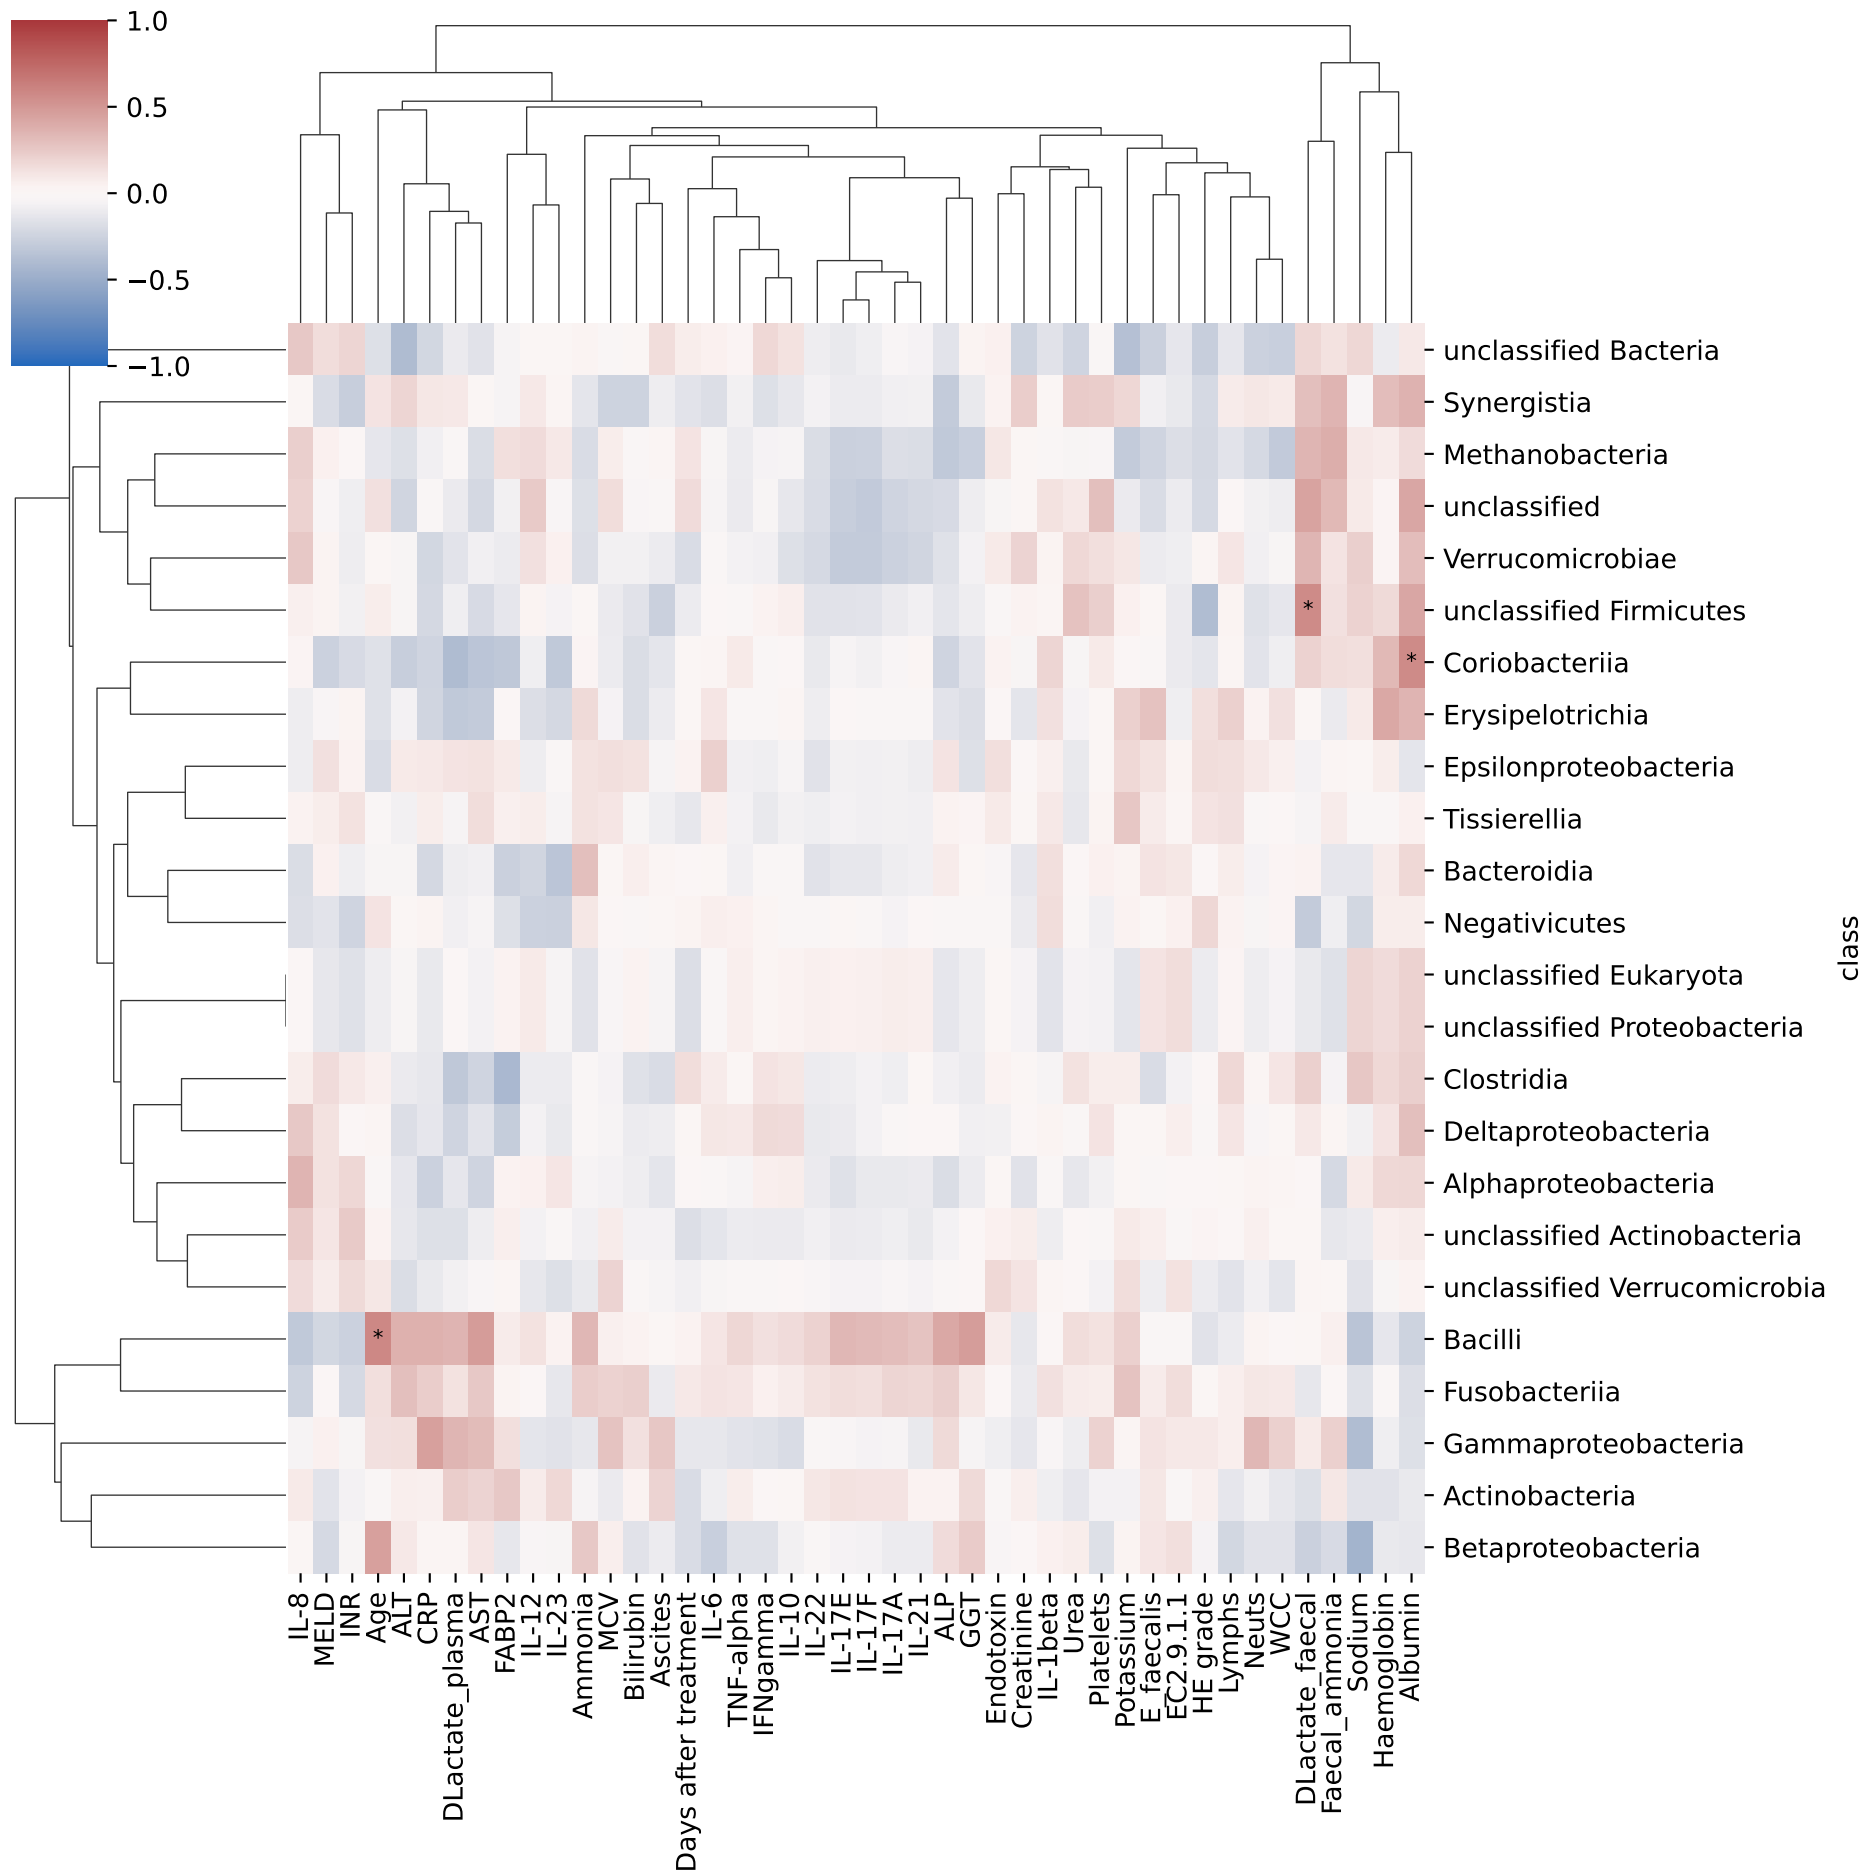 1.0
0.5
0.0
−0.5
−1.0
unclassified Bacteria
Synergistia
Methanobacteria
unclassified
Verrucomicrobiae
*
unclassified Firmicutes
*
Coriobacteriia
Erysipelotrichia
Epsilonproteobacteria
Tissierellia
Bacteroidia
Negativicutes
unclassified Eukaryota
unclassified Proteobacteria
Clostridia
Deltaproteobacteria
Alphaproteobacteria
unclassified Actinobacteria
unclassified Verrucomicrobia
*
Bacilli
Fusobacteriia
Gammaproteobacteria
Actinobacteria
Betaproteobacteria
class
IL-8
MELD
INR
Age
ALT
CRP
DLactate_plasma
AST
FABP2
IL-12
IL-23
Ammonia
MCV
Bilirubin
Ascites
Days after treatment
IL-6
TNF-alpha
IFNgamma
IL-10
IL-22
IL-17E
IL-17F
IL-17A
IL-21
ALP
GGT
Endotoxin
Creatinine
IL-1beta
Urea
Platelets
Potassium
E_faecalis
EC2.9.1.1
HE grade
Lymphs
Neuts
WCC
DLactate_faecal
Faecal_ammonia
Sodium
Haemoglobin
Albumin